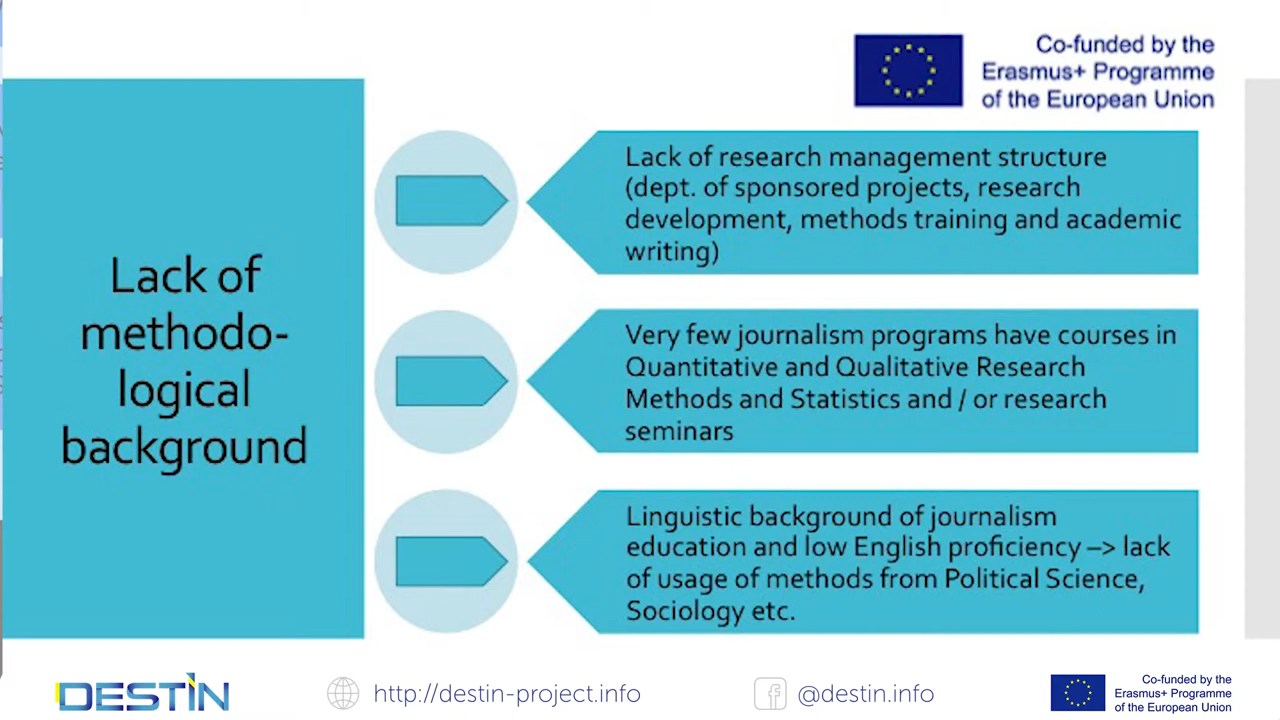 Co-funded by the
Erasmus+ Programme
of the European Union
Lack of
methodo-
logical
background
Lack of research management structure
(dept. of sponsored projects, research
development, methods training and academic
writing)
Very few journalism programs have courses in
Quantitative and Qualitative Research
Methods and Statistics and / or research
seminars
Linguistic background of journalism
education and low English proficiency –> lack
of usage of methods from Political Science,
Sociology etc.
DESTIN
http://destin-project.info
@destin.info
Co-funded by the
Erasmus+ Programme
of the European Union